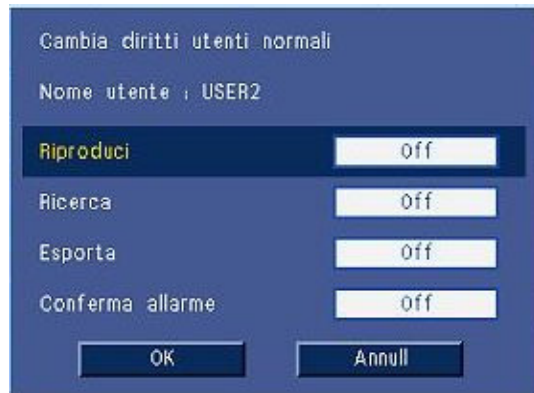 Cambia diritti utenti normali
Nome utente : USER2
Riproduci Off
Ricerca Off
Esporta Off
Conferma allarme Off
OK Annull